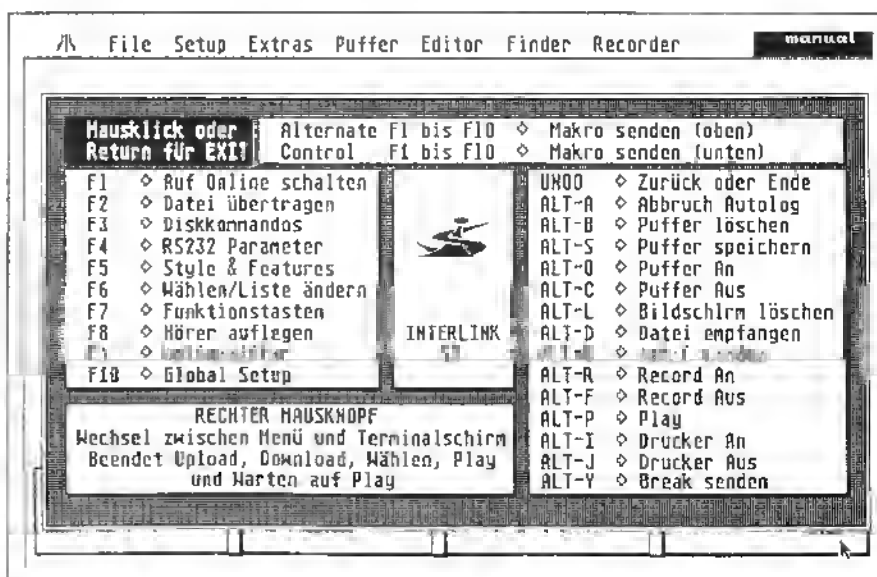 File Setup Extras Puffer Editor Finder Recorder
manual
Mausklick oder
Return für EXIT
Alternate F1 bis F10 ◇ Makro senden (oben)
Control F1 bis F10 ◇ Makro senden (unten)
F1 ◇ Auf Online schalten
F2 ◇ Datei übertragen
F3 ◇ Diskkommandos
F4 ◇ RS232 Parameter
F5 ◇ Style & Features
F6 ◇ Wählen/Liste ändern
F7 ◇ Funktionstasten
F8 ◇ Hörer auflegen
F10 ◇ Global Setup
INTERLINK
ST
UNDO ◇ Zurück oder Ende
ALT-A ◇ Abbruch Autolog
ALT-B ◇ Puffer löschen
ALT-S ◇ Puffer speichern
ALT-O ◇ Puffer An
ALT-C ◇ Puffer Aus
ALT-L ◇ Bildschirm löschen
ALT-D ◇ Datei empfangen
ALT-R ◇ Record An
ALT-F ◇ Record Aus
ALT-P ◇ Play
ALT-I ◇ Drucker An
ALT-J ◇ Drucker Aus
ALT-Y ◇ Break senden
RECHTER MAUSKNOPF
Wechsel zwischen Menü und Terminalschirm
Beendet Upload, Download, Wählen, Play
und Warten auf Play